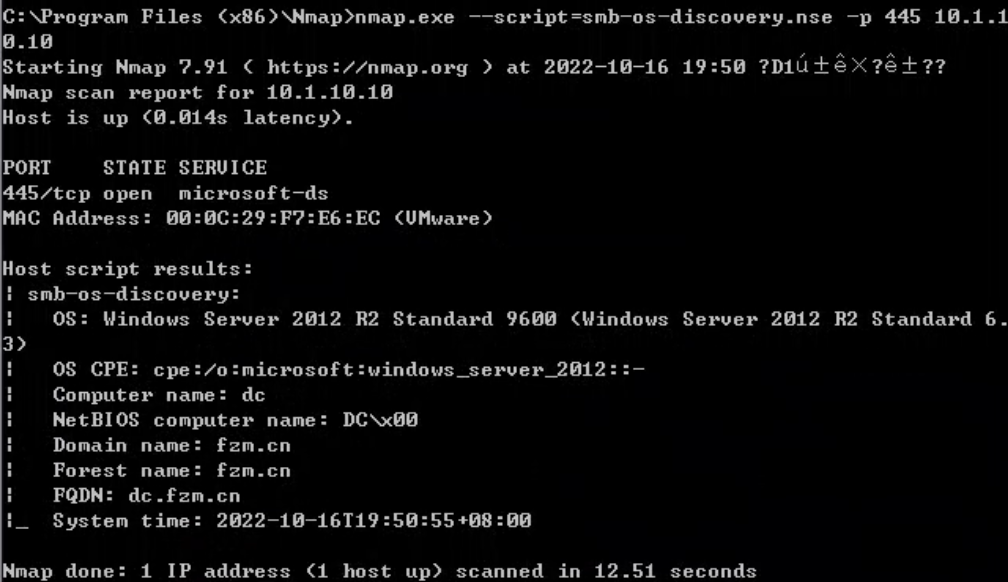 C:\Program Files (x86)\Nmap>nmap.exe --script=smb-os-discovery.nse -p 445 10.1.1
0.10
Starting Nmap 7.91 ( https://nmap.org ) at 2022-10-16 19:50 ?D1ú±ê×?ê±??
Nmap scan report for 10.1.10.10
Host is up (0.014s latency).
PORT    STATE SERVICE
445/tcp open  microsoft-ds
MAC Address: 00:0C:29:F7:E6:EC (VMware)
Host script results:
| smb-os-discovery:
|   OS: Windows Server 2012 R2 Standard 9600 (Windows Server 2012 R2 Standard 6.
3)
|   OS CPE: cpe:/o:microsoft:windows_server_2012::-
|   Computer name: dc
|   NetBIOS computer name: DC\x00
|   Domain name: fzm.cn
|   Forest name: fzm.cn
|   FQDN: dc.fzm.cn
|_  System time: 2022-10-16T19:50:55+08:00
Nmap done: 1 IP address (1 host up) scanned in 12.51 seconds